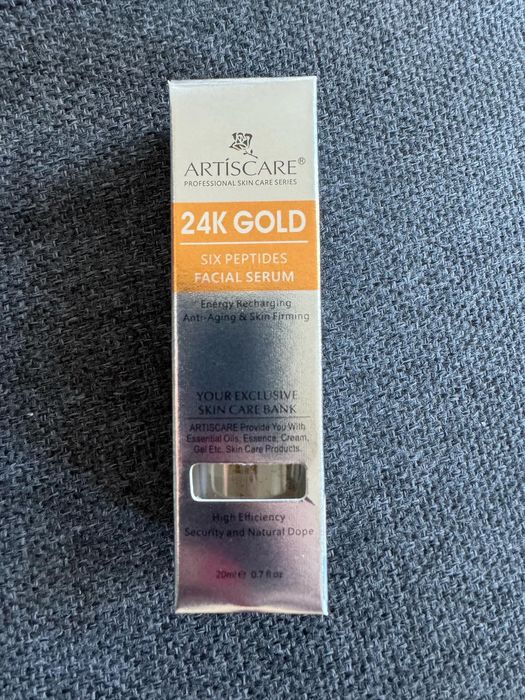 ARTÍSCARE®
PROFESSIONAL SKIN CARE SERIES
24K GOLD
SIX PEPTIDES
FACIAL SERUM
Energy Recharging
Anti-Aging & Skin Firming
YOUR EXCLUSIVE
SKIN CARE BANK
ARTISCARE Provide You With
Essential Oils, Essence, Cream,
Gel Etc. Skin Care Products.
High Efficiency
Security and Natural Dope
20ml℮ 0.7 fl oz